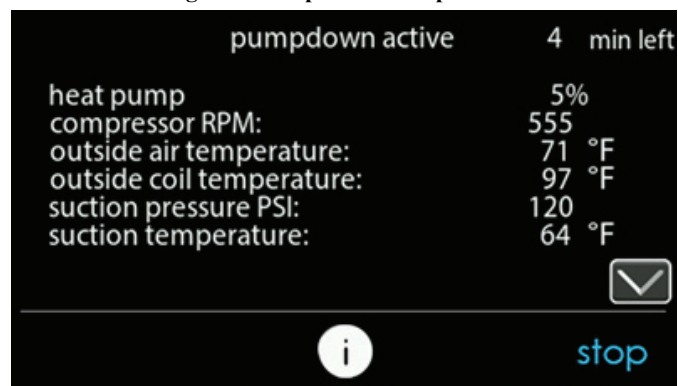 pumpdown active 4 min left
heat pump 5%
compressor RPM: 555
outside air temperature: 71 °F
outside coil temperature: 97 °F
suction pressure PSI: 120
suction temperature: 64 °F
i
stop